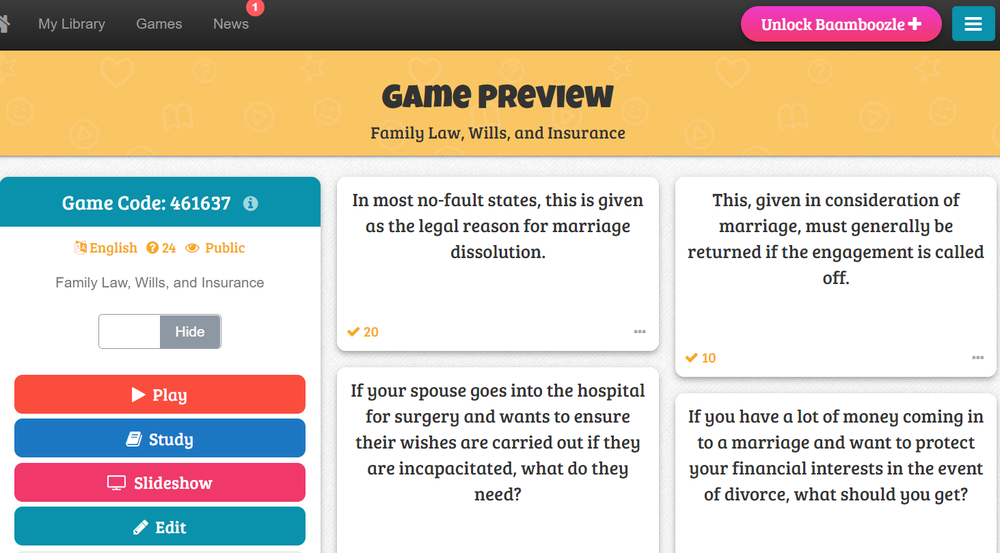 My Library Games News 1 Unlock Baamboozle
Game Preview
Family Law, Wills, and Insurance
Game Code: 461637
English 24 Public
Family Law, Wills, and Insurance
Hide
Play
Study
Slideshow
Edit
In most no-fault states, this is given
as the legal reason for marriage
dissolution.
20
If your spouse goes into the hospital
for surgery and wants to ensure
their wishes are carried out if they
are incapacitated, what do they
need?
This, given in consideration of
marriage, must generally be
returned if the engagement is called
off.
10
If you have a lot of money coming in
to a marriage and want to protect
your financial interests in the event
of divorce, what should you get?